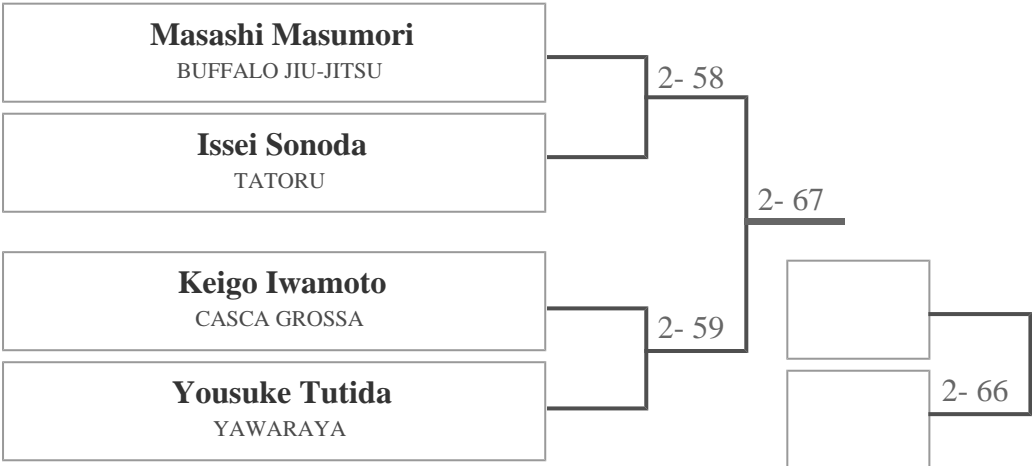 Masashi Masumori
BUFFALO JIU-JITSU
2- 58
Issei Sonoda
TATORU
2- 67
Keigo Iwamoto
CASCA GROSSA
2- 59
Yousuke Tutida
YAWARAYA
2- 66